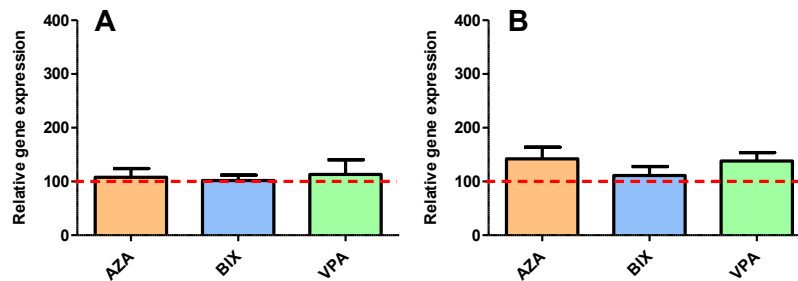 A
Relative gene expression
400
300
200
100
0
AZA
BIX
VPA
B
Relative gene expression
400
300
200
100
0
AZA
BIX
VPA